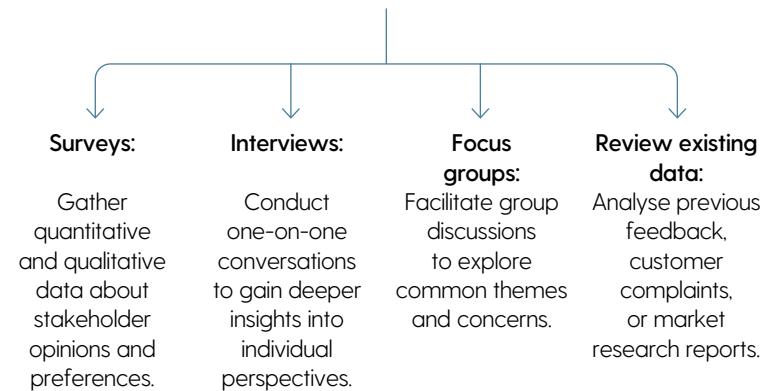 Surveys:
Gather
quantitative
and qualitative
data about
stakeholder
opinions and
preferences.
Interviews:
Conduct
one-on-one
conversations
to gain deeper
insights into
individual
perspectives.
Focus
groups:
Facilitate group
discussions
to explore
common themes
and concerns.
Review existing
data:
Analyse previous
feedback,
customer
complaints,
or market
research reports.